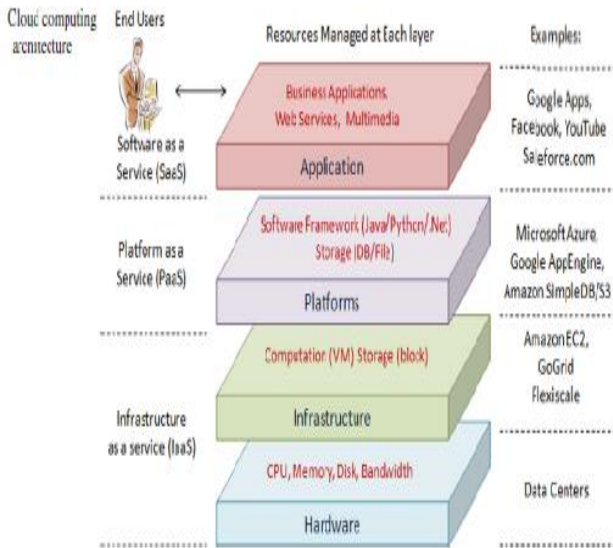 Cloud computing
architecture
End Users
Resources Managed at Each layer
Examples:
Business Applications,
Web Services, Multimedia
Application
Software as a
Service (SaaS)
Google Apps,
Facebook, YouTube
Saleforce.com
Software Framework (Java/Python/.Net)
Storage (DB/File)
Platforms
Platform as a
Service (PaaS)
Microsoft Azure,
Google AppEngine,
Amazon SimpleDB/S3
Computation (VM) Storage (block)
Infrastructure
Amazon EC2,
GoGrid
Flexiscale
Infrastructure
as a service (IaaS)
CPU, Memory, Disk, Bandwidth
Hardware
Data Centers